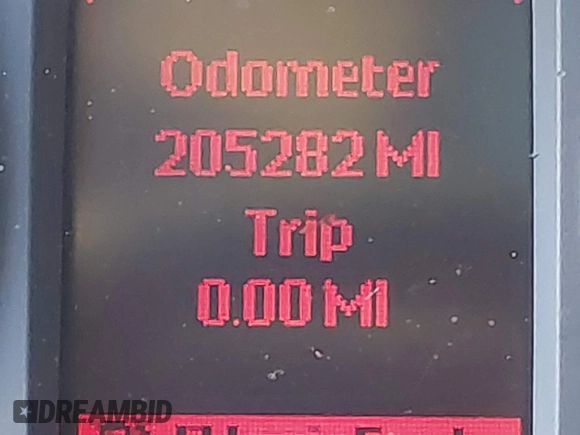 Odometer
205282 MI
Trip
0.00 MI
DREAMBID